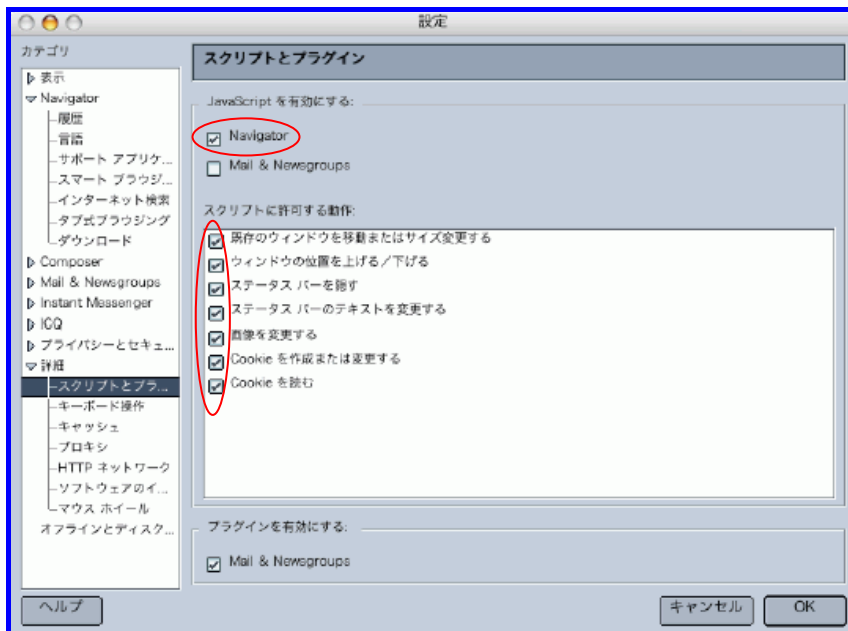 設定
カテゴリ
表示
Navigator
履歴
言語
サポート アプリケ...
スマート ブラウジ...
インターネット検索
タブ式ブラウジング
ダウンロード
Composer
Mail & Newsgroups
Instant Messenger
ICQ
プライバシーとセキュ...
詳細
スクリプトとプラ...
キーボード操作
キャッシュ
プロキシ
HTTP ネットワーク
ソフトウェアのイ...
マウス ホイール
オフラインとディスク...
スクリプトとプラグイン
JavaScript を有効にする:
Navigator
Mail & Newsgroups
スクリプトに許可する動作:
既存のウィンドウを移動またはサイズ変更する
ウィンドウの位置を上げる／下げる
ステータス バーを隠す
ステータス バーのテキストを変更する
画像を変更する
Cookie を作成または変更する
Cookie を読む
プラグインを有効にする:
Mail & Newsgroups
ヘルプ
キャンセル
OK